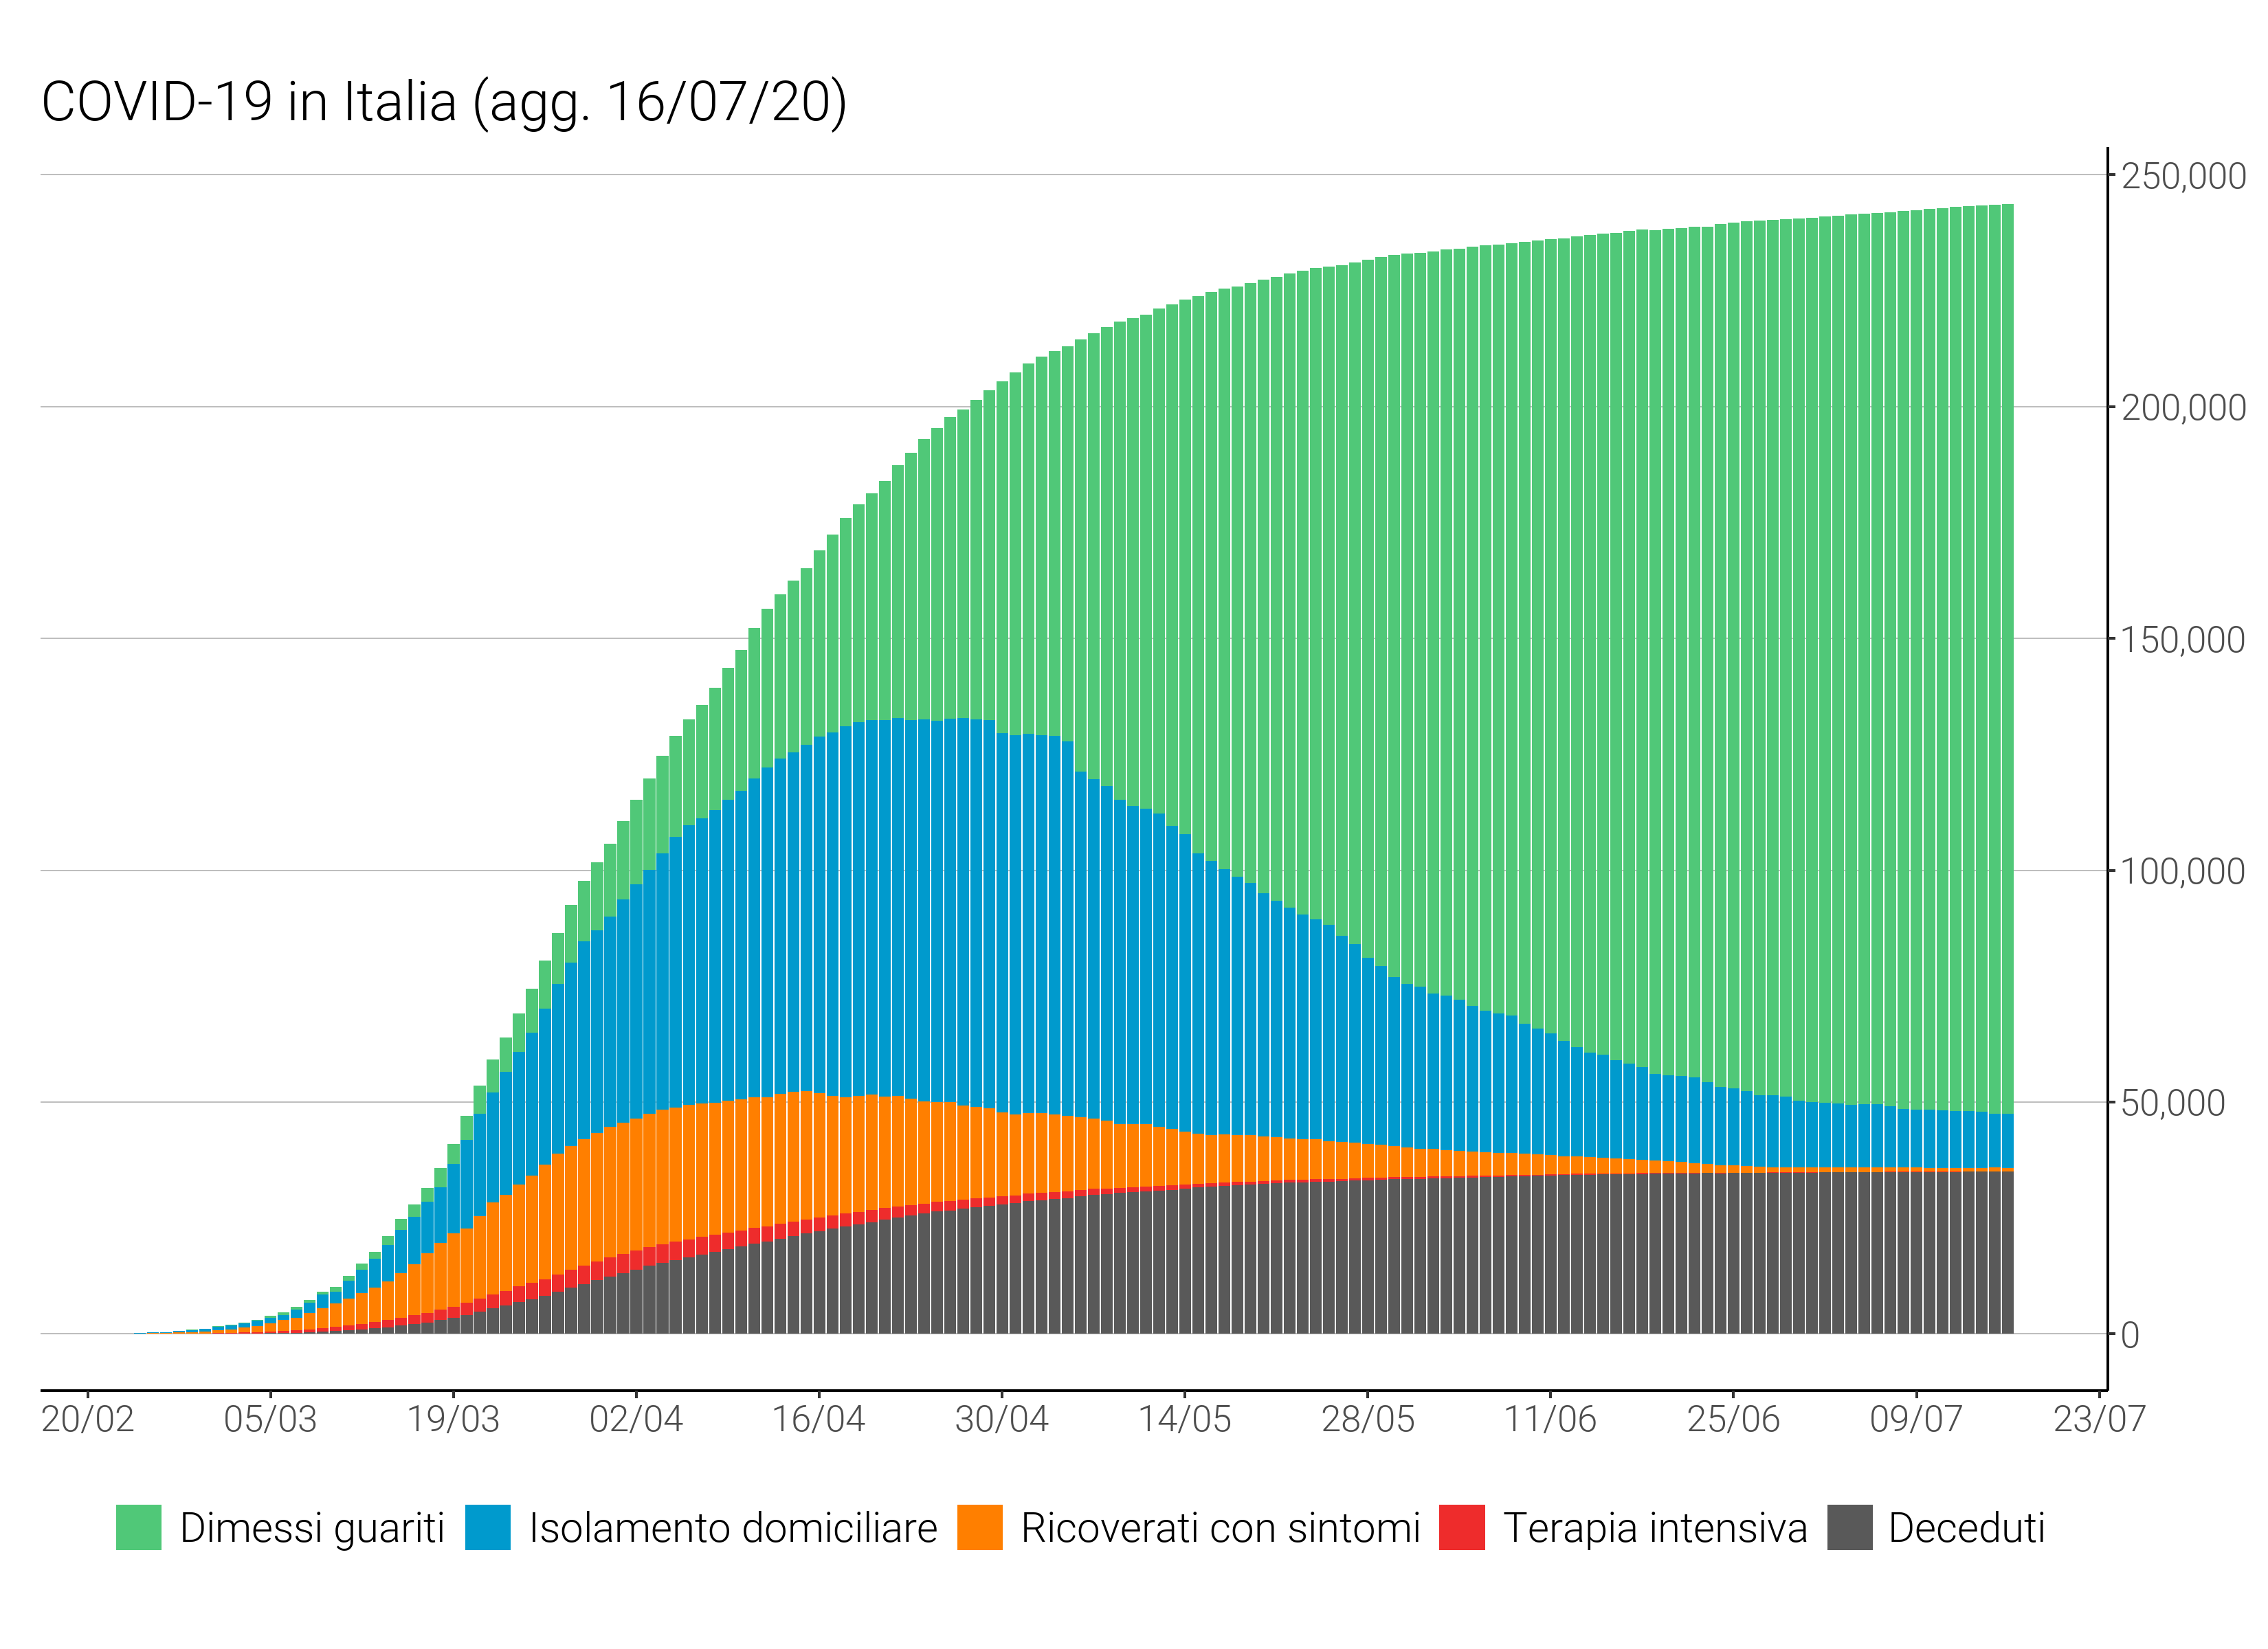 COVID-19 in Italia (agg. 16/07/20)
250,000
200,000
150,000
100,000
50,000
0
20/02 05/03 19/03 02/04 16/04 30/04 14/05 28/05 11/06 25/06 09/07 23/07
Dimessi guariti Isolamento domiciliare Ricoverati con sintomi Terapia intensiva Deceduti